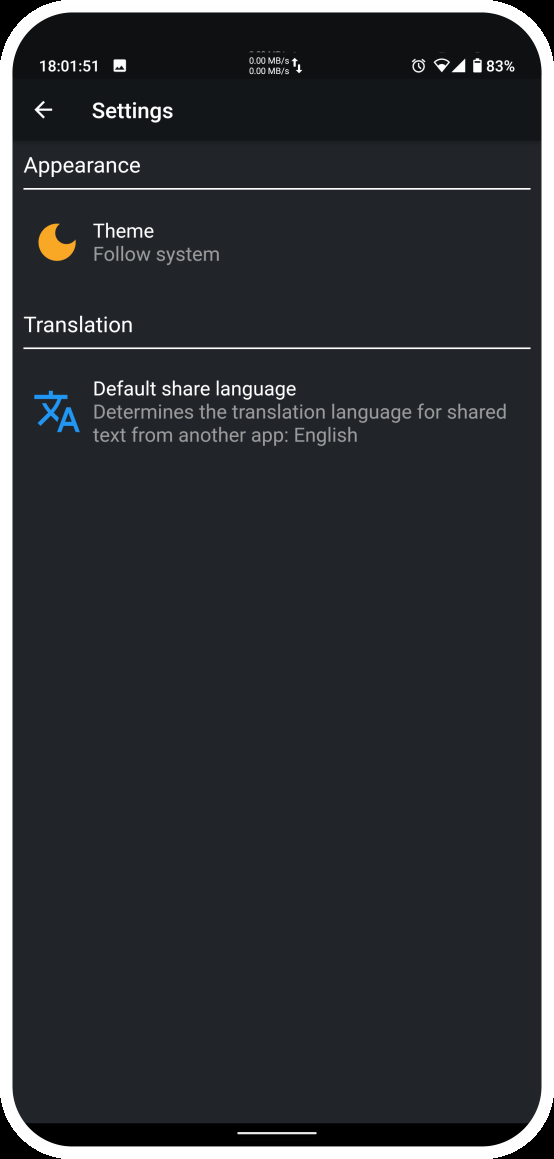 18:01:51
0.00 MB/s
0.00 MB/s
83%
Settings
Appearance
Theme
Follow system
Translation
Default share language
Determines the translation language for shared
text from another app: English